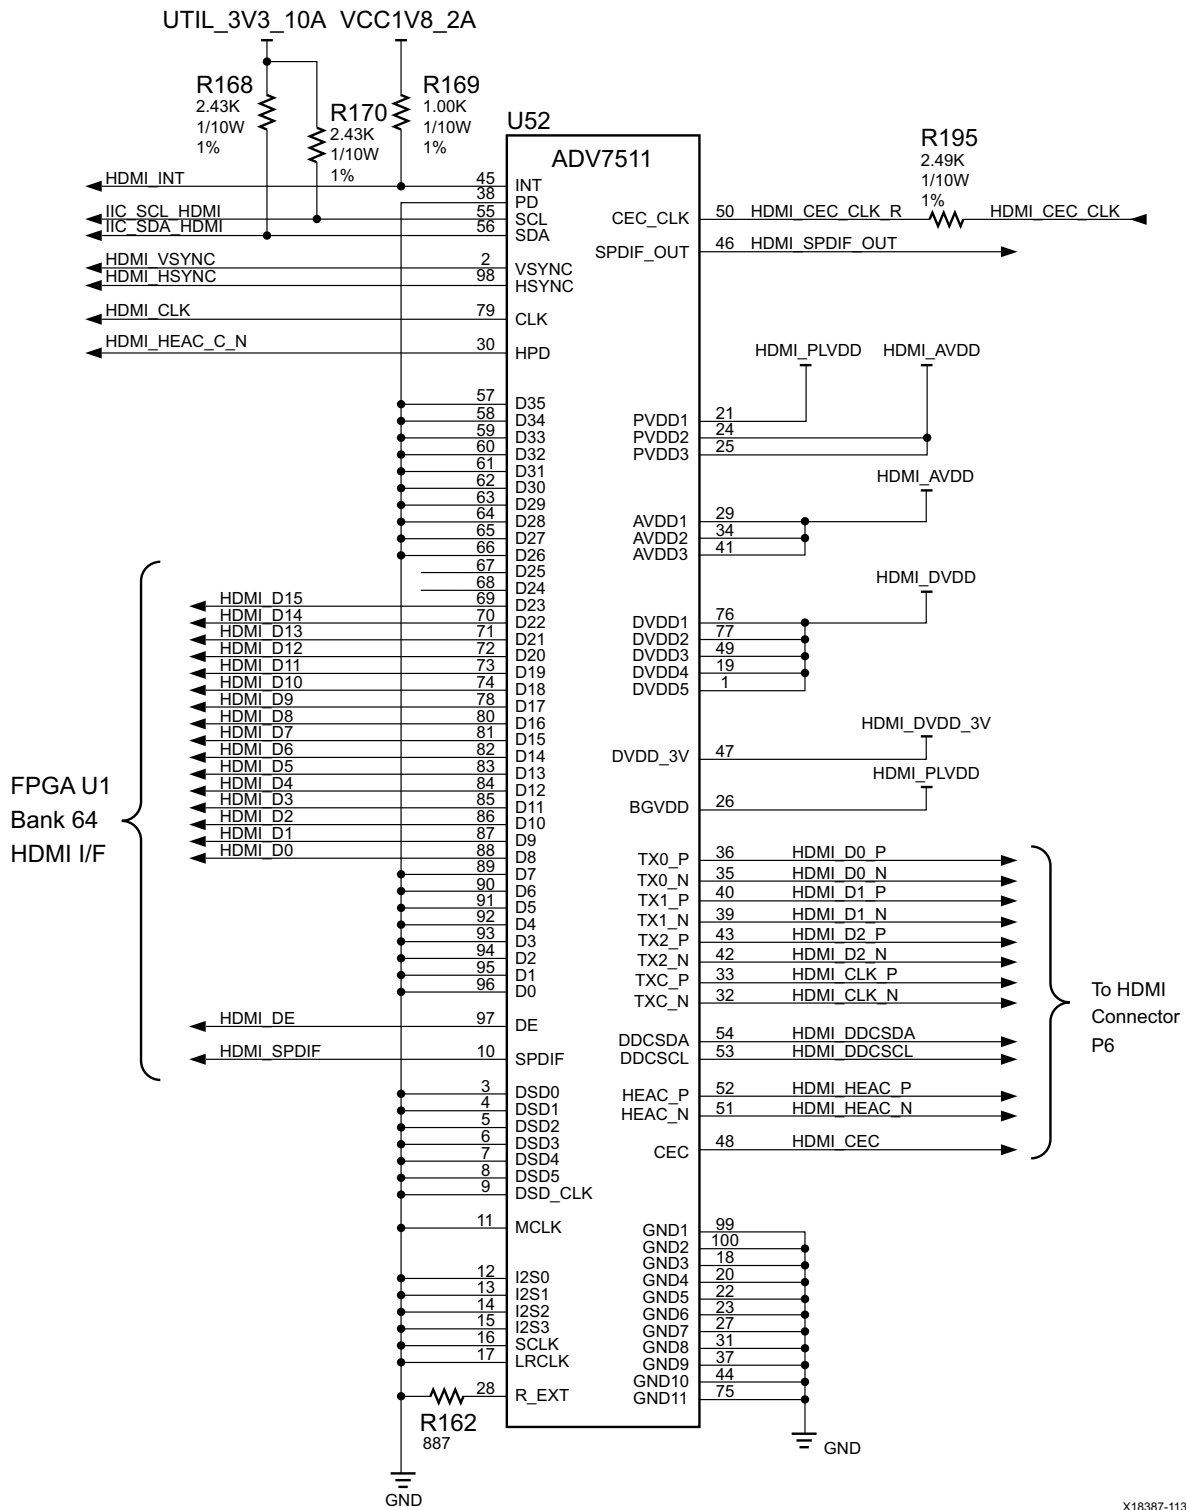 UTIL_3V3_10A VCC1V8_2A
R168
2.43K
1/10W
1%
R170
2.43K
1/10W
1%
R169
1.00K
1/10W
1%
U52
ADV7511
R195
2.49K
1/10W
1%
HDMI_INT 45 INT
38 PD
IIC_SCL_HDMI 55 SCL
IIC_SDA_HDMI 56 SDA
HDMI_VSYNC 2 VSYNC
HDMI_HSYNC 98 HSYNC
HDMI_CLK 79 CLK
HDMI_HEAC_C_N 30 HPD
57 D35
58 D34
59 D33
60 D32
61 D31
62 D30
63 D29
64 D28
65 D27
66 D26
67 D25
68 D24
HDMI_D15 69 D23
HDMI_D14 70 D22
HDMI_D13 71 D21
HDMI_D12 72 D20
HDMI_D11 73 D19
HDMI_D10 74 D18
HDMI_D9 78 D17
HDMI_D8 80 D16
HDMI_D7 81 D15
HDMI_D6 82 D14
HDMI_D5 83 D13
HDMI_D4 84 D12
HDMI_D3 85 D11
HDMI_D2 86 D10
HDMI_D1 87 D9
HDMI_D0 88 D8
89 D7
90 D6
91 D5
92 D4
93 D3
94 D2
95 D1
96 D0
HDMI_DE 97 DE
HDMI_SPDIF 10 SPDIF
FPGA U1
Bank 64
HDMI I/F
3 DSD0
4 DSD1
5 DSD2
6 DSD3
7 DSD4
8 DSD5
9 DSD_CLK
11 MCLK
12 I2S0
13 I2S1
14 I2S2
15 I2S3
16 SCLK
17 LRCLK
28 R_EXT
R162
887
GND
CEC_CLK 50 HDMI_CEC_CLK_R HDMI_CEC_CLK
SPDIF_OUT 46 HDMI_SPDIF_OUT
HDMI_PLVDD HDMI_AVDD
PVDD1 21
PVDD2 24
PVDD3 25
HDMI_AVDD
AVDD1 29
AVDD2 34
AVDD3 41
HDMI_DVDD
DVDD1 76
DVDD2 77
DVDD3 49
DVDD4 19
DVDD5 1
HDMI_DVDD_3V
DVDD_3V 47
HDMI_PLVDD
BGVDD 26
TX0_P 36 HDMI_D0_P
TX0_N 35 HDMI_D0_N
TX1_P 40 HDMI_D1_P
TX1_N 39 HDMI_D1_N
TX2_P 43 HDMI_D2_P
TX2_N 42 HDMI_D2_N
TXC_P 33 HDMI_CLK_P
TXC_N 32 HDMI_CLK_N
DDCSDA 54 HDMI_DDCSDA
DDCSCL 53 HDMI_DDCSCL
HEAC_P 52 HDMI_HEAC_P
HEAC_N 51 HDMI_HEAC_N
CEC 48 HDMI_CEC
To HDMI
Connector
P6
GND1 99
GND2 100
GND3 18
GND4 20
GND5 22
GND6 23
GND7 27
GND8 31
GND9 37
GND10 44
GND11 75
GND
X18387-113